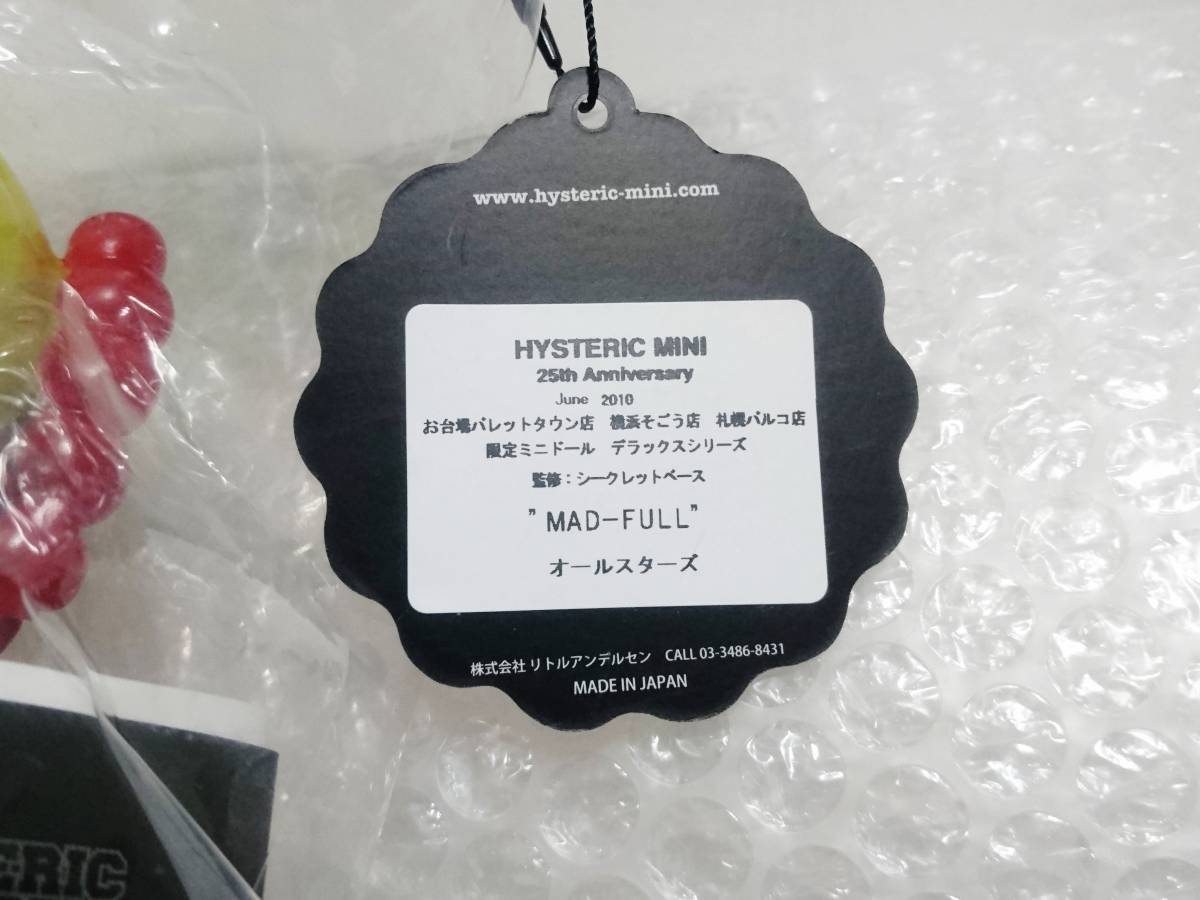 www.hysteric-mini.com
HYSTERIC MINI
25th Anniversary
June 2010
お台場パレットタウン店 横浜そごう店 札幌パルコ店
限定ミニドール デラックスシリーズ
監修：シークレットベース
"MAD-FULL"
オールスターズ
株式会社 リトルアンデルセン CALL 03-3486-8431
MADE IN JAPAN
ERIC